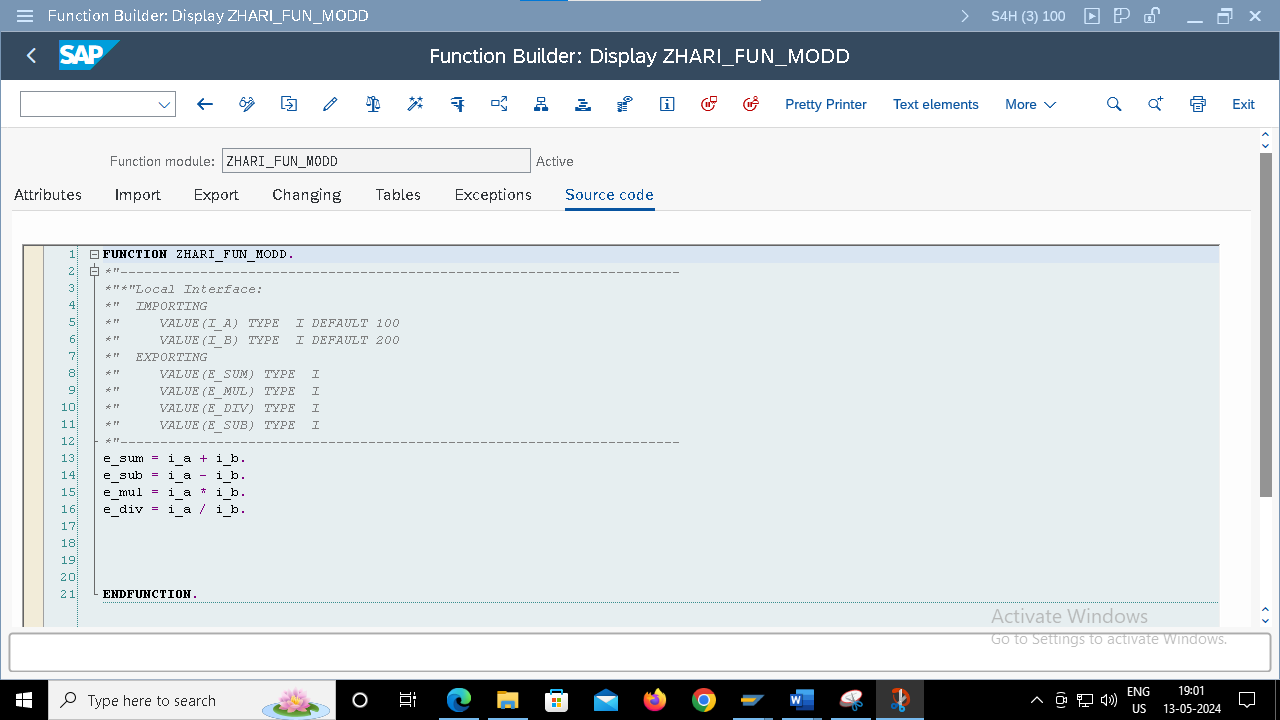 Function Builder: Display ZHARI_FUN_MODD
S4H (3) 100
SAP
Function Builder: Display ZHARI_FUN_MODD
Pretty Printer
Text elements
More
Exit
Function module: ZHARI_FUN_MODD Active
Attributes Import Export Changing Tables Exceptions Source code
1 FUNCTION ZHARI_FUN_MODD.
2 *"----------------------------------------------------------------------
3 *"*"Local Interface:
4 *" IMPORTING
5 *" VALUE(I_A) TYPE I DEFAULT 100
6 *" VALUE(I_B) TYPE I DEFAULT 200
7 *" EXPORTING
8 *" VALUE(E_SUM) TYPE I
9 *" VALUE(E_MUL) TYPE I
10 *" VALUE(E_DIV) TYPE I
11 *" VALUE(E_SUB) TYPE I
12 *"----------------------------------------------------------------------
13 e_sum = i_a + i_b.
14 e_sub = i_a - i_b.
15 e_mul = i_a * i_b.
16 e_div = i_a / i_b.
17
18
19
20
21 ENDFUNCTION.
Activate Windows
Go to Settings to activate Windows.
Type here to search
ENG
US
19:01
13-05-2024